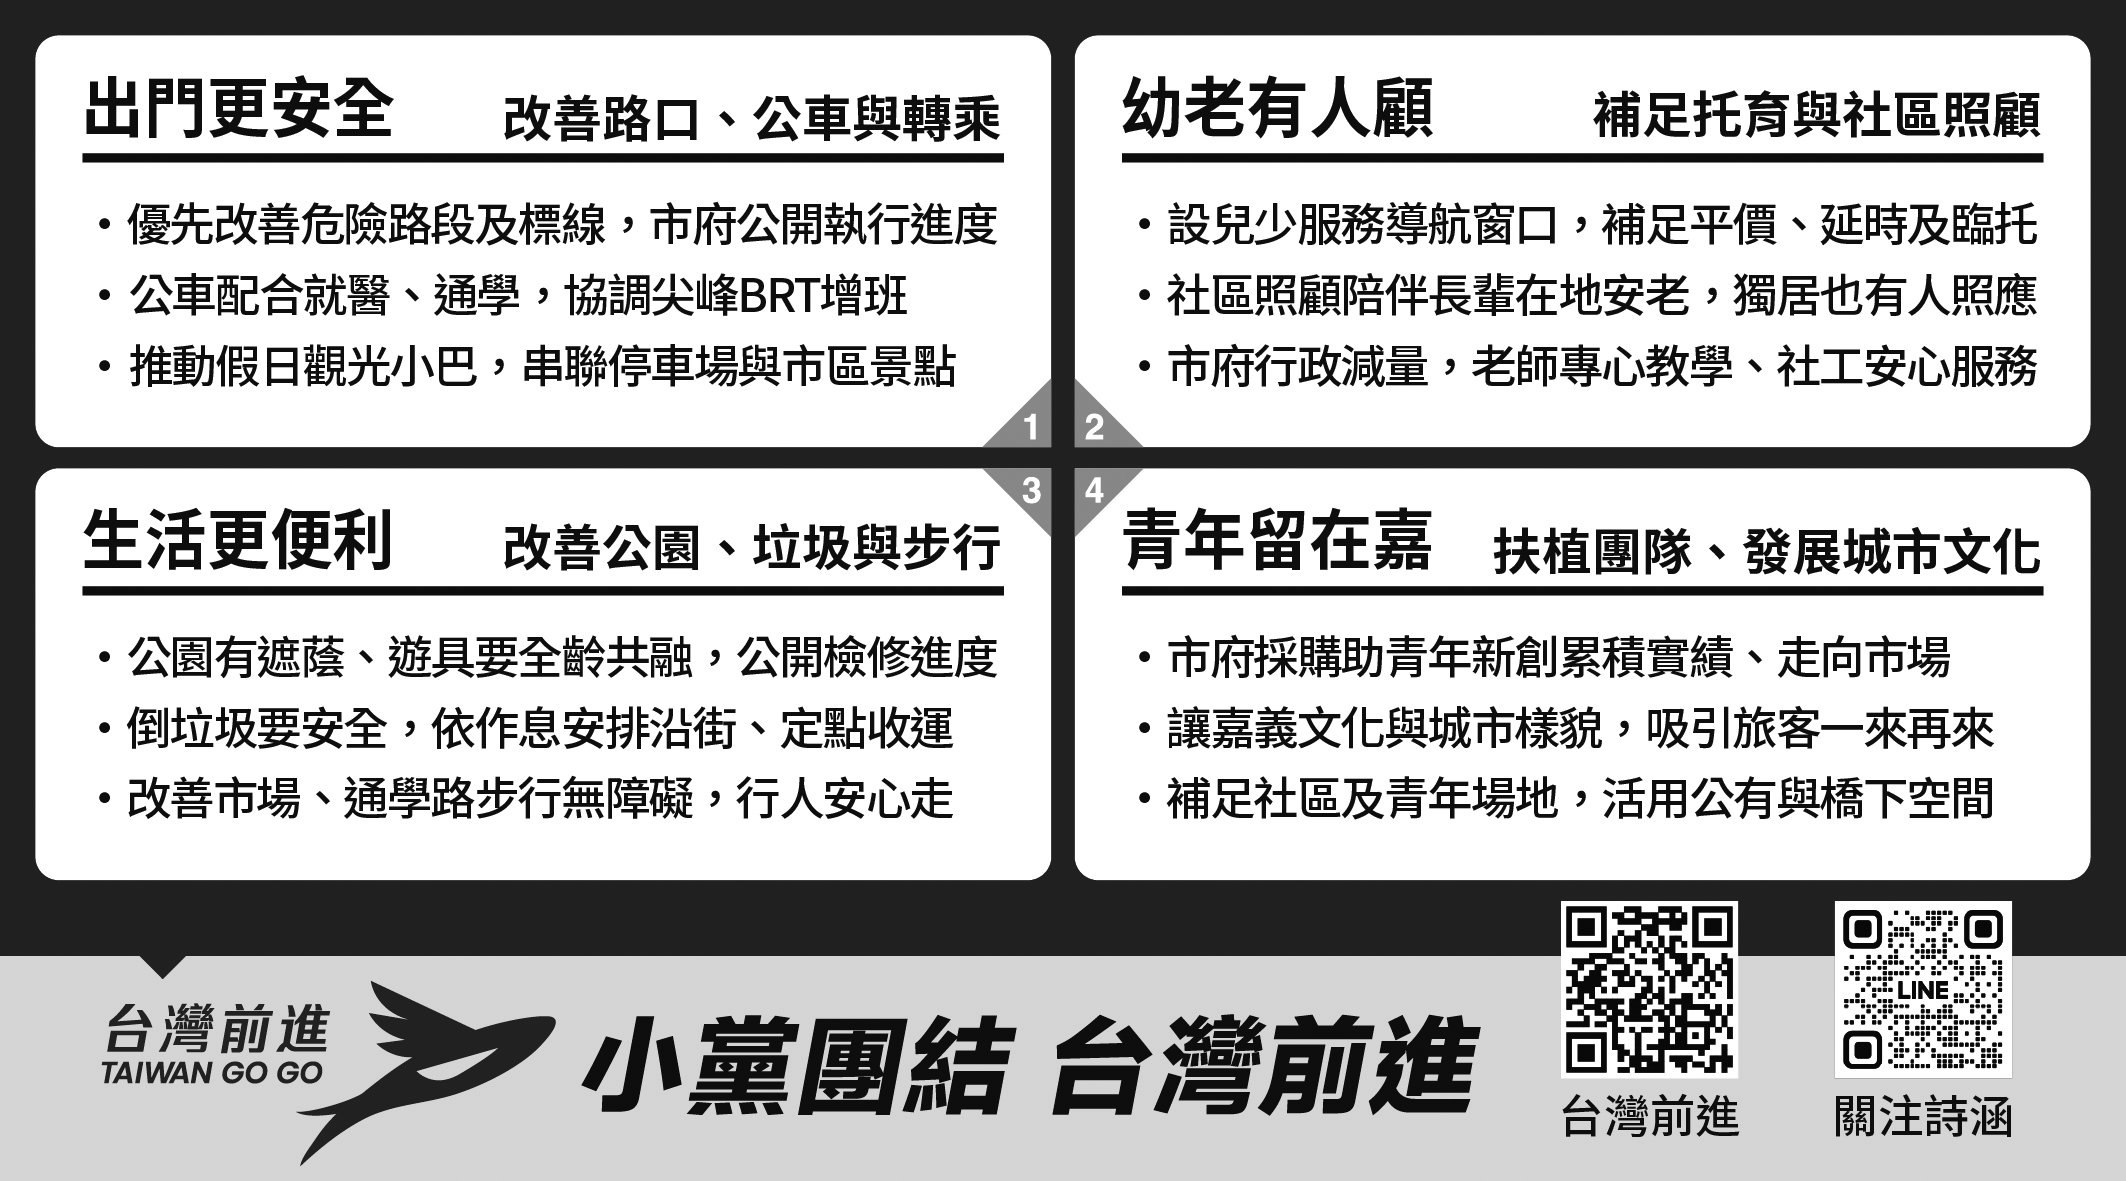 出門更安全 改善路口、公車與轉乘
・優先改善危險路段及標線，市府公開執行進度
・公車配合就醫、通學，協調尖峰BRT增班
・推動假日觀光小巴，串聯停車場與市區景點
1
幼老有人顧 補足托育與社區照顧
・設兒少服務導航窗口，補足平價、延時及臨托
・社區照顧陪伴長輩在地安老，獨居也有人照應
・市府行政減量，老師專心教學、社工安心服務
2
生活更便利 改善公園、垃圾與步行
・公園有遮蔭、遊具要全齡共融，公開檢修進度
・倒垃圾要安全，依作息安排沿街、定點收運
・改善市場、通學路步行無障礙，行人安心走
3
青年留在嘉 扶植團隊、發展城市文化
・市府採購助青年新創累積實績、走向市場
・讓嘉義文化與城市樣貌，吸引旅客一來再來
・補足社區及青年場地，活用公有與橋下空間
4
台灣前進
TAIWAN GO GO
小黨團結 台灣前進
台灣前進
LINE
關注詩涵